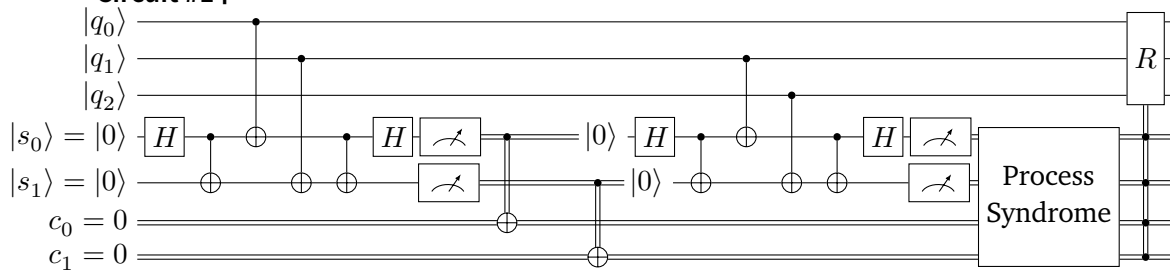 |q₀⟩
|q₁⟩
R
|q₂⟩
|s₀⟩ = |0⟩ H H |0⟩ H H
|s₁⟩ = |0⟩ |0⟩
Process
Syndrome
c₀ = 0
c₁ = 0